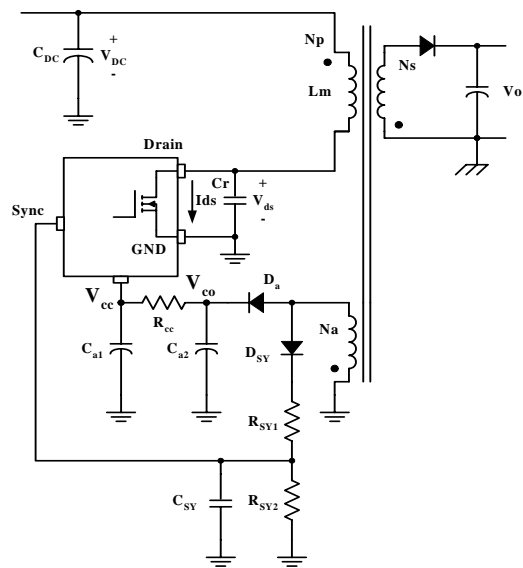 Np
C_DC
+
V_DC
-
Lm
Ns
Vo
Drain
Cr
+
Ids
V_ds
-
Sync
GND
V_cc
V_co
D_a
R_cc
C_a1
C_a2
D_SY
Na
R_SY1
C_SY
R_SY2